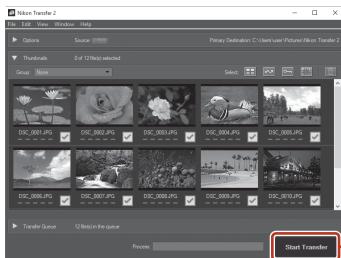 Nikon Transfer 2
File Edit View Window Help
Options Source: Primary Destination: C:\Users\user\Pictures\Nikon Transfer 2
Thumbnails 0 of 12 file(s) selected
Group: None Select:
DSC_0001.JPG DSC_0002.JPG DSC_0003.JPG DSC_0004.JPG DSC_0005.JPG
DSC_0006.JPG DSC_0007.JPG DSC_0008.JPG DSC_0009.JPG DSC_0010.JPG
Transfer Queue 12 file(s) in the queue
Process: Start Transfer